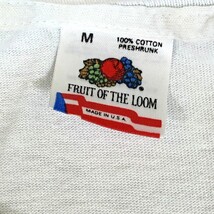 M
100% COTTON
PRESHRUNK
FRUIT OF THE LOOM
MADE IN U.S.A.